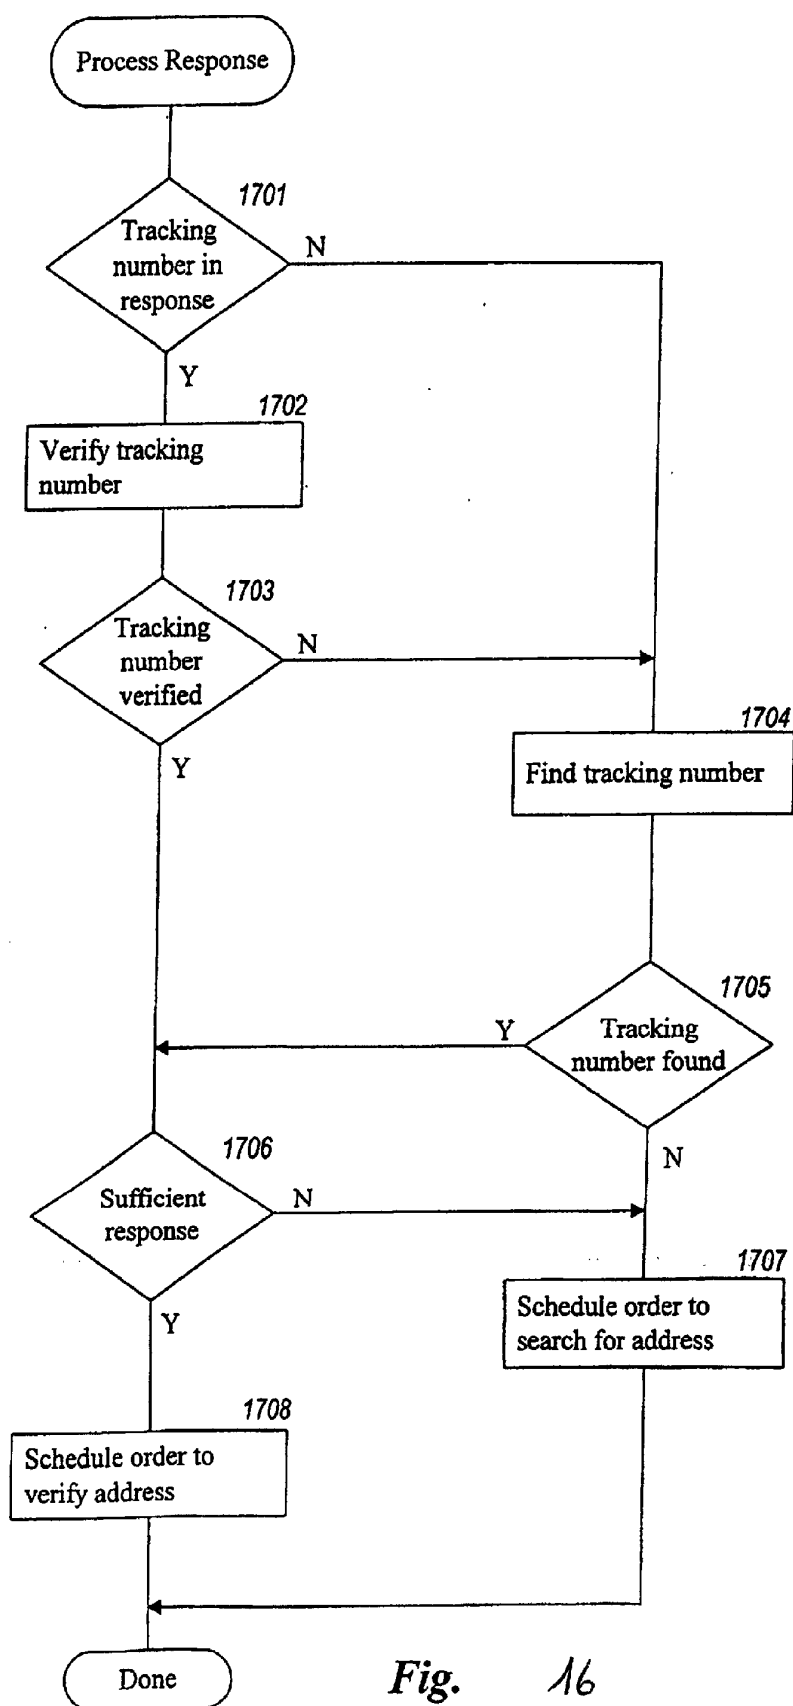 Process Response
1701
Tracking
number in
response
N
Y
1702
Verify tracking
number
1703
Tracking
number
verified
N
Y
1704
Find tracking number
1705
Tracking
number found
Y
N
1706
Sufficient
response
N
Y
1707
Schedule order to
search for address
1708
Schedule order to
verify address
Done
Fig. 16